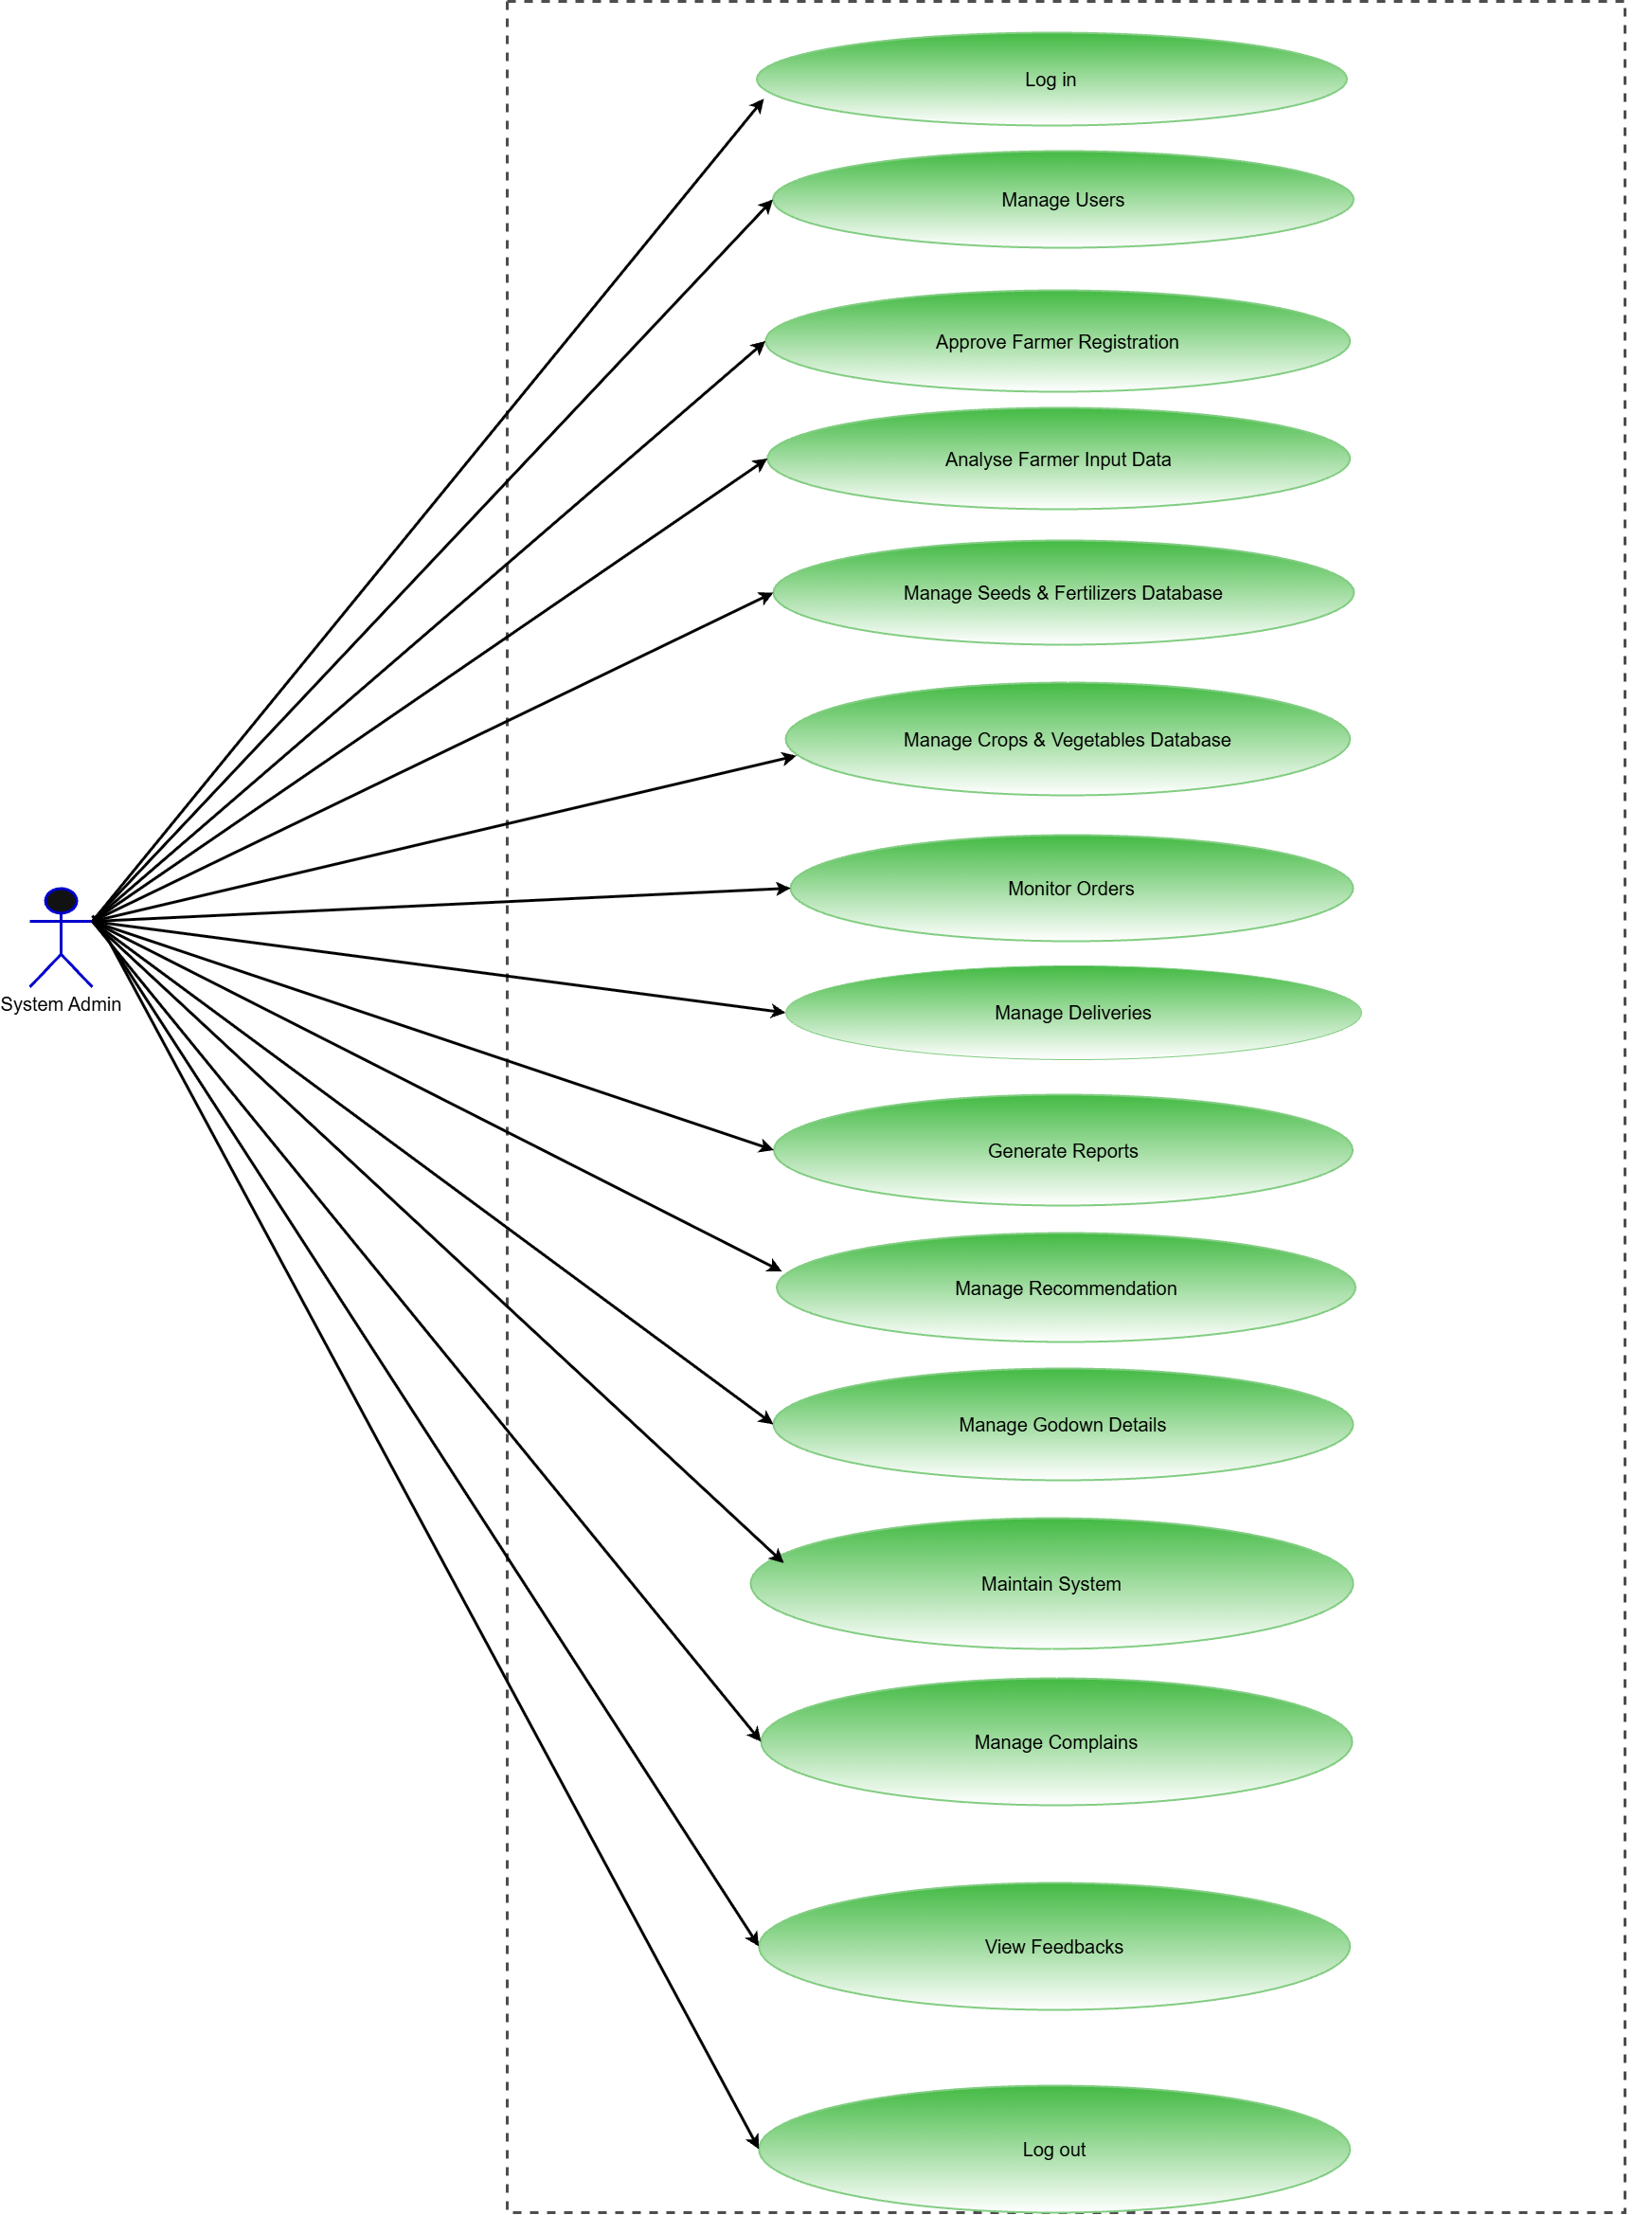 Log in
Manage Users
Approve Farmer Registration
Analyse Farmer Input Data
Manage Seeds & Fertilizers Database
Manage Crops & Vegetables Database
Monitor Orders
System Admin
Manage Deliveries
Generate Reports
Manage Recommendation
Manage Godown Details
Maintain System
Manage Complains
View Feedbacks
Log out